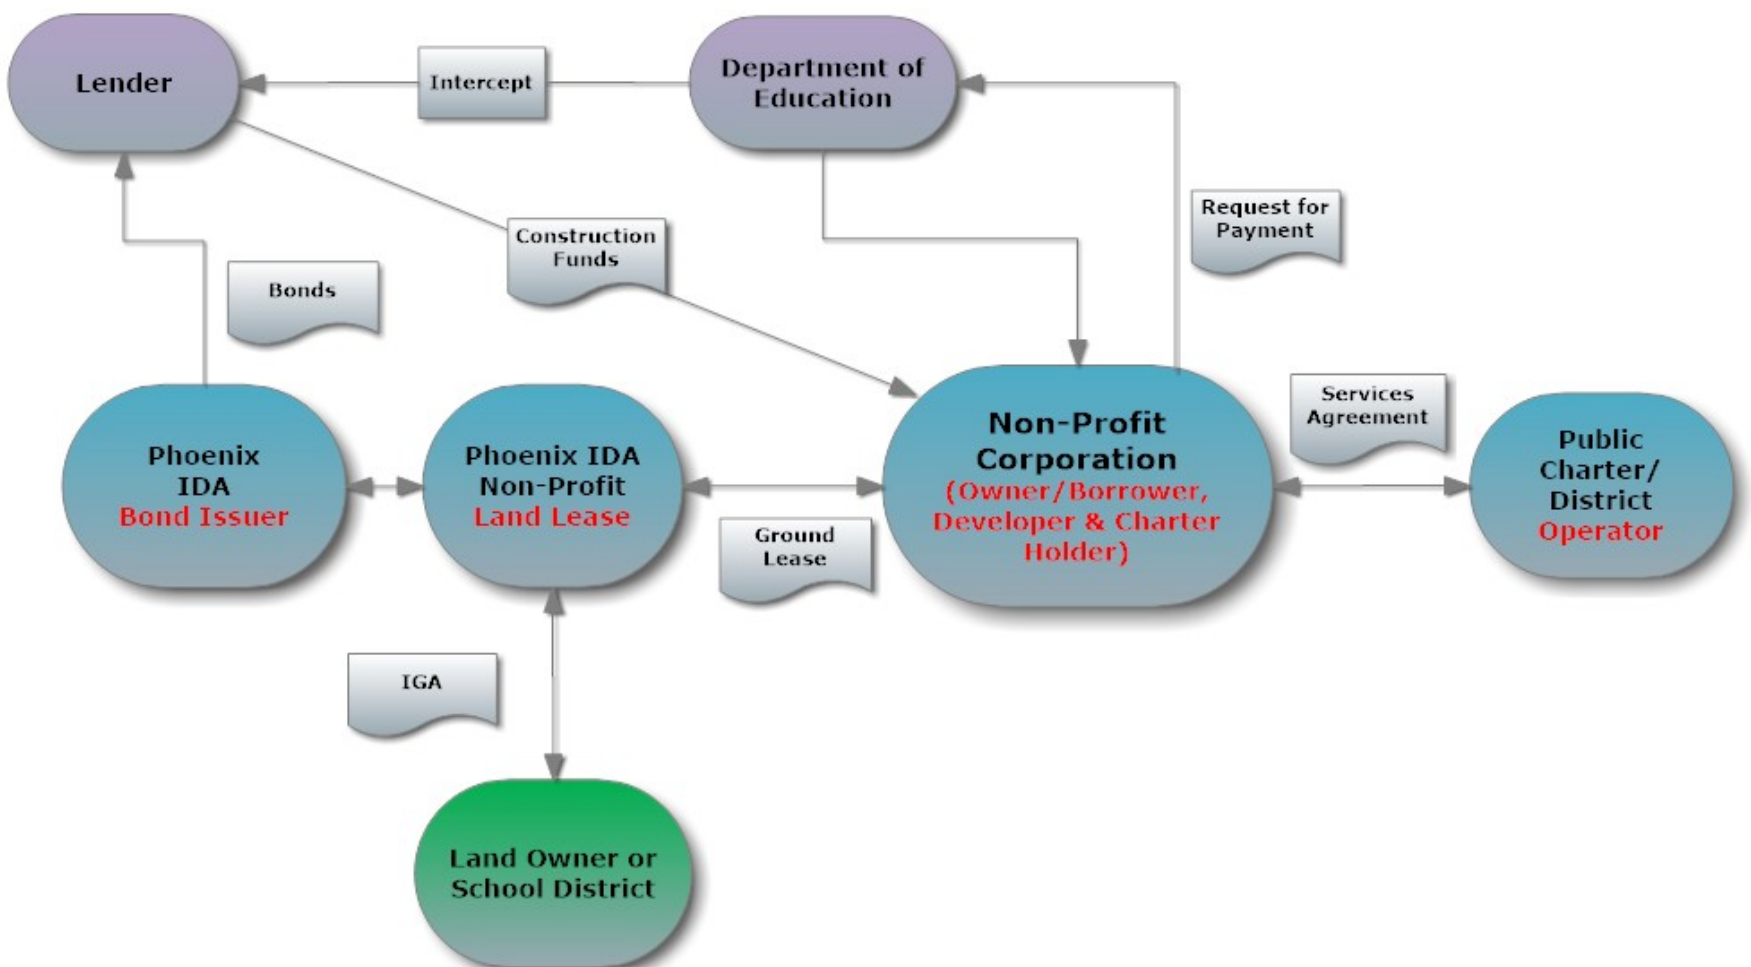 Lender
Intercept
Department of
Education
Request for
Payment
Construction
Funds
Bonds
Phoenix
IDA
Bond Issuer
Phoenix IDA
Non-Profit
Land Lease
Ground
Lease
Non-Profit
Corporation
(Owner/Borrower,
Developer & Charter
Holder)
Services
Agreement
Public
Charter/
District
Operator
IGA
Land Owner or
School District